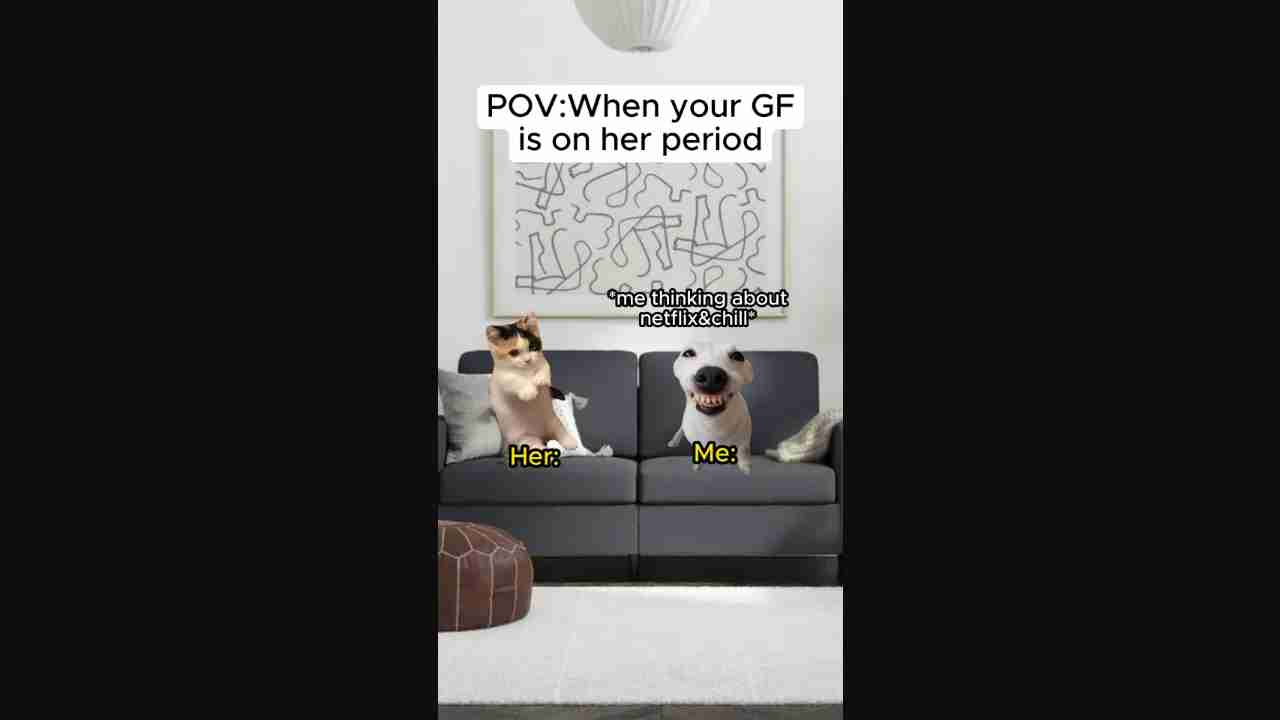 POV:When your GF
is on her period
*me thinking about
netflix&chill*
Her:
Me: